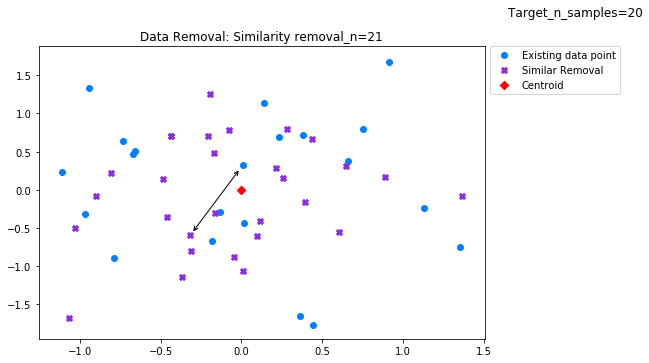 Target_n_samples=20
Data Removal: Similarity removal_n=21
Existing data point
Similar Removal
Centroid
1.5
1.0
0.5
0.0
−0.5
−1.0
−1.5
−1.0 −0.5 0.0 0.5 1.0 1.5